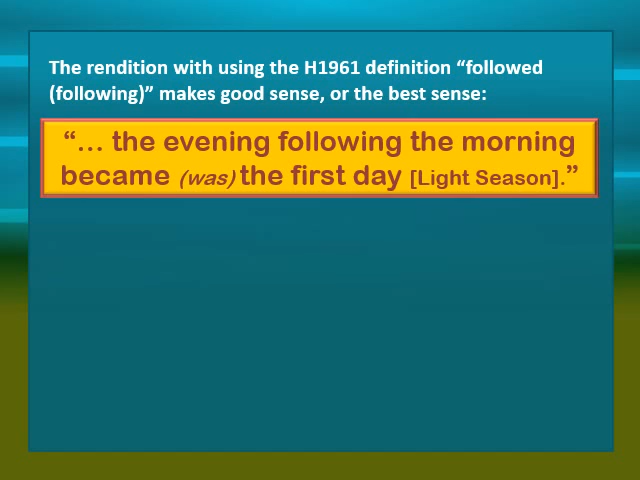 The rendition with using the H1961 definition “followed
(following)” makes good sense, or the best sense:
“… the evening following the morning
became (was) the first day [Light Season].”